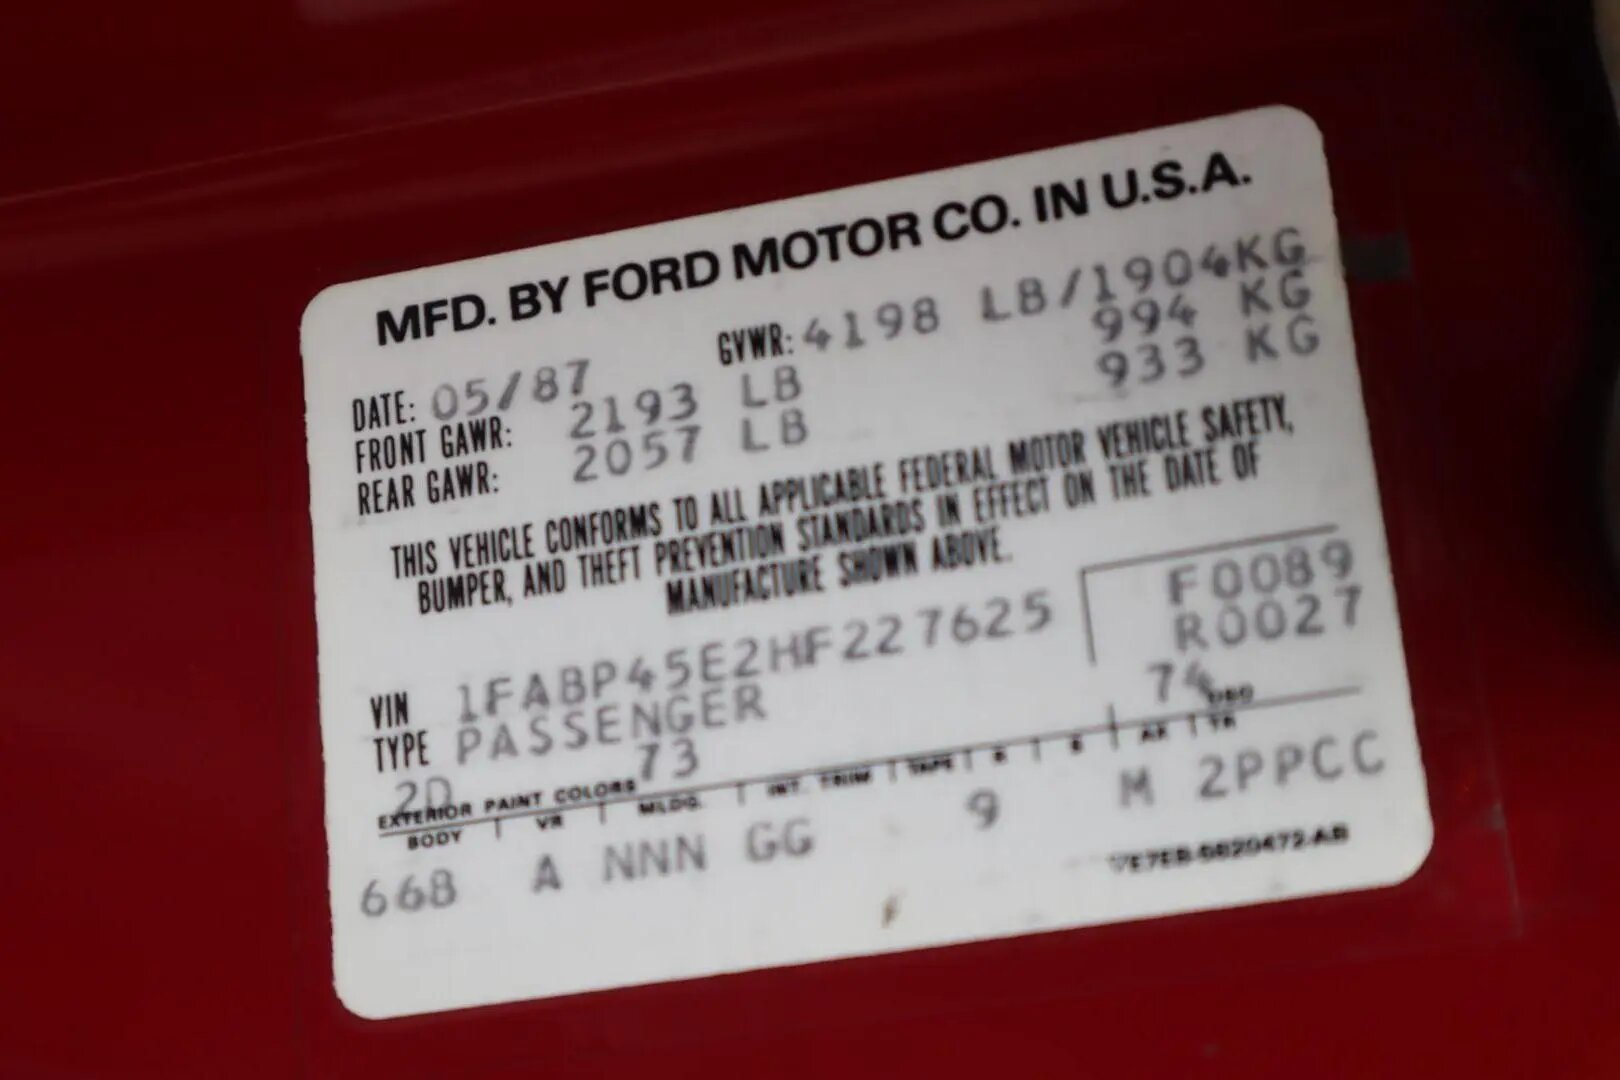 MFD. BY FORD MOTOR CO. IN U.S.A.
DATE: 05/87 GVWR: 4198 LB/1904KG
FRONT GAWR: 2193 LB 994 KG
REAR GAWR: 2057 LB 933 KG
THIS VEHICLE CONFORMS TO ALL APPLICABLE FEDERAL MOTOR VEHICLE SAFETY,
BUMPER, AND THEFT PREVENTION STANDARDS IN EFFECT ON THE DATE OF
MANUFACTURE SHOWN ABOVE.
F0089
VIN 1FABP45E2HF227625 R0027
TYPE PASSENGER 74 DSO
2D 73
EXTERIOR PAINT COLORS
BODY VR MLDG. INT. TRIM TAPE R S AX TR
668 A NNN GG 9 M 2PPCC